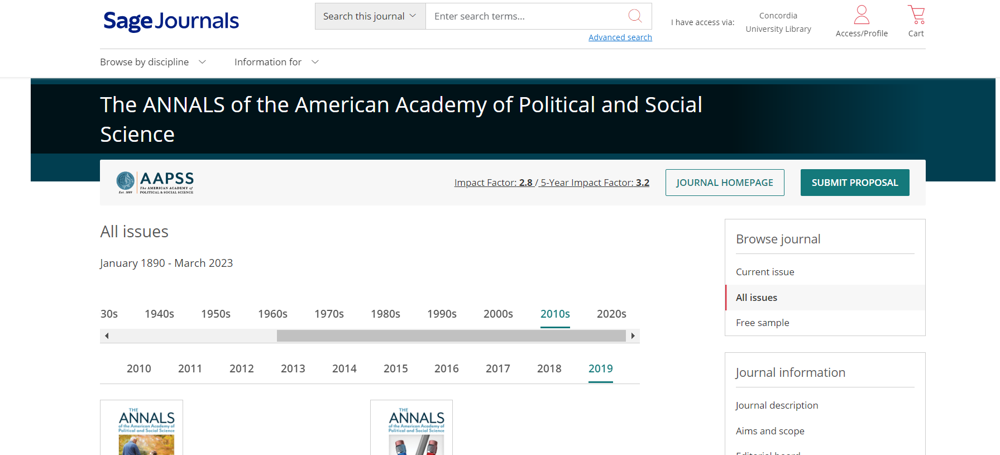 Sage Journals
Search this journal
Enter search terms...
Advanced search
I have access via:
Concordia
University Library
Access/Profile
Cart
Browse by discipline
Information for
The ANNALS of the American Academy of Political and Social
Science
AAPSS
The AMERICAN ACADEMY of
POLITICAL & SOCIAL SCIENCE
Est. 1889
Impact Factor: 2.8 / 5-Year Impact Factor: 3.2
JOURNAL HOMEPAGE
SUBMIT PROPOSAL
All issues
January 1890 - March 2023
30s 1940s 1950s 1960s 1970s 1980s 1990s 2000s 2010s 2020s
2010 2011 2012 2013 2014 2015 2016 2017 2018 2019
THE
ANNALS
of the American Academy of
Political and Social Science
THE
ANNALS
of the American Academy of
Political and Social Science
Browse journal
Current issue
All issues
Free sample
Journal information
Journal description
Aims and scope
Editorial board